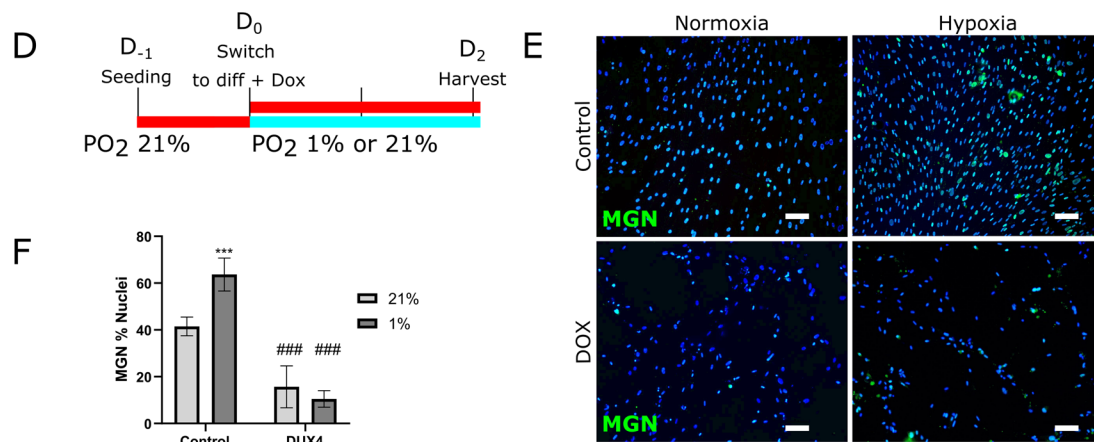 D
D-1
Seeding
D0
Switch
to diff + Dox
D2
Harvest
PO2 21%
PO2 1% or 21%
E
Normoxia
Hypoxia
Control
MGN
DOX
MGN
F
MGN % Nuclei
80
60
40
20
0
***
###
###
21%
1%
Control
DUX4